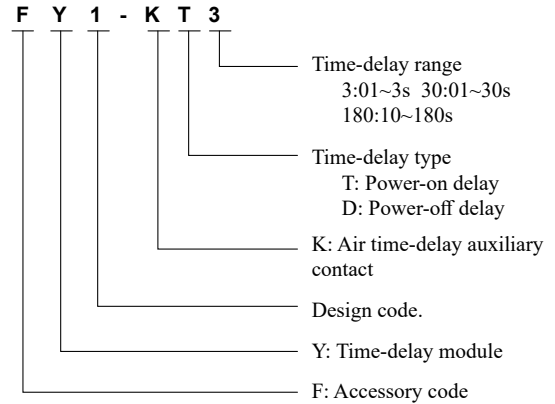 F Y 1 - K T 3
Time-delay range
3:01~3s 30:01~30s
180:10~180s
Time-delay type
T: Power-on delay
D: Power-off delay
K: Air time-delay auxiliary
contact
Design code.
Y: Time-delay module
F: Accessory code